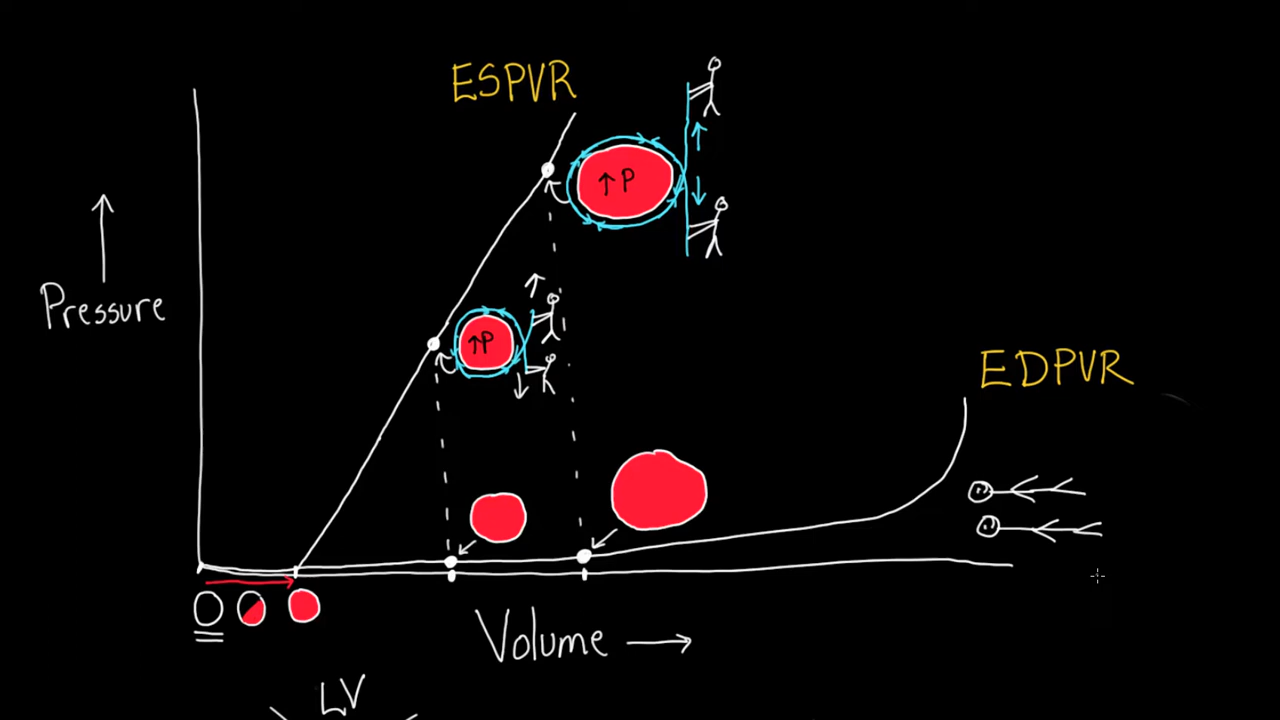 ESPVR
↑P
Pressure
↑P
EDPVR
Volume →
LV